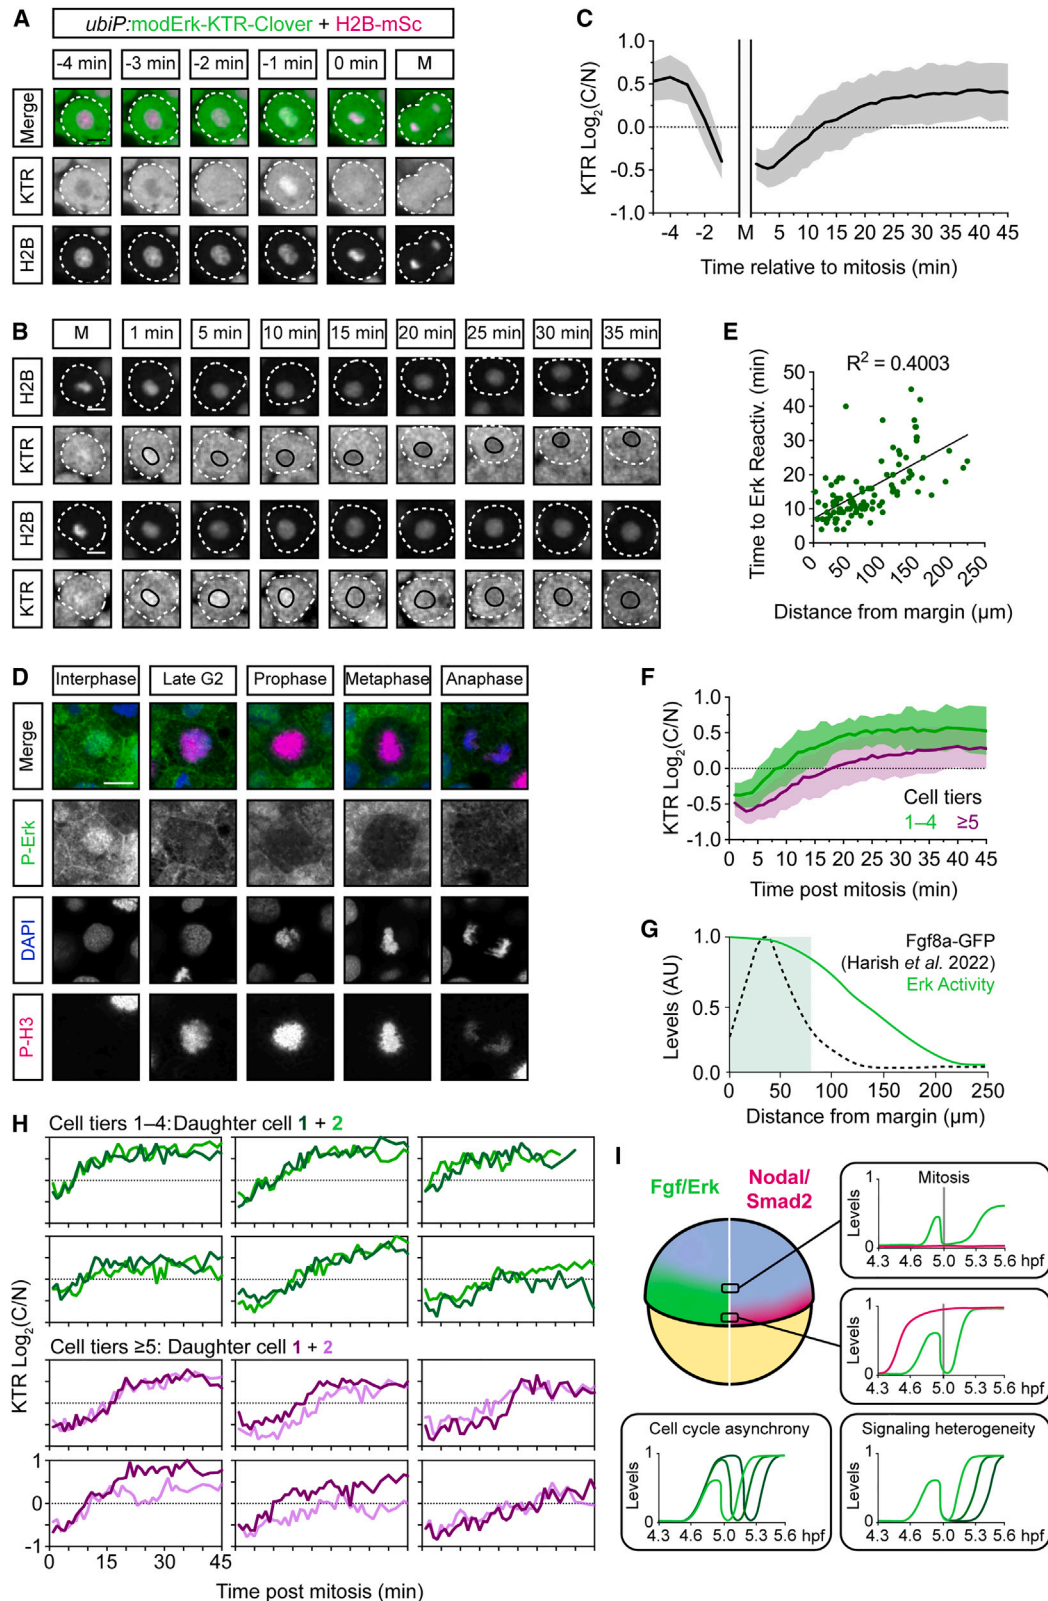 A
ubiP:modErk-KTR-Clover + H2B-mSc
-4 min -3 min -2 min -1 min 0 min M
Merge
KTR
H2B
B
M 1 min 5 min 10 min 15 min 20 min 25 min 30 min 35 min
H2B
KTR
H2B
KTR
C
KTR Log2(C/N)
1.0
0.5
0.0
-0.5
-1.0
-4 -2 M 5 10 15 20 25 30 35 40 45
Time relative to mitosis (min)
D
Interphase Late G2 Prophase Metaphase Anaphase
Merge
P-Erk
DAPI
P-H3
E
R² = 0.4003
Time to Erk Reactiv. (min)
50
40
30
20
10
0
0 50 100 150 200 250
Distance from margin (µm)
F
KTR Log2(C/N)
1.0
0.5
0.0
-0.5
-1.0
Cell tiers
1–4 ≥5
0 5 10 15 20 25 30 35 40 45
Time post mitosis (min)
G
Levels (AU)
1.0
0.5
0.0
Fgf8a-GFP
(Harish et al. 2022)
Erk Activity
0 50 100 150 200 250
Distance from margin (µm)
H
Cell tiers 1–4: Daughter cell 1 + 2
KTR Log2(C/N)
Cell tiers ≥5: Daughter cell 1 + 2
1
0
-1
0 15 30 45
Time post mitosis (min)
I
Fgf/Erk
Nodal/
Smad2
Mitosis
Levels
1
0
4.3 4.6 5.0 5.3 5.6 hpf
Levels
1
0
4.3 4.6 5.0 5.3 5.6 hpf
Cell cycle asynchrony
Levels
1
0
4.3 4.6 5.0 5.3 5.6 hpf
Signaling heterogeneity
Levels
1
0
4.3 4.6 5.0 5.3 5.6 hpf